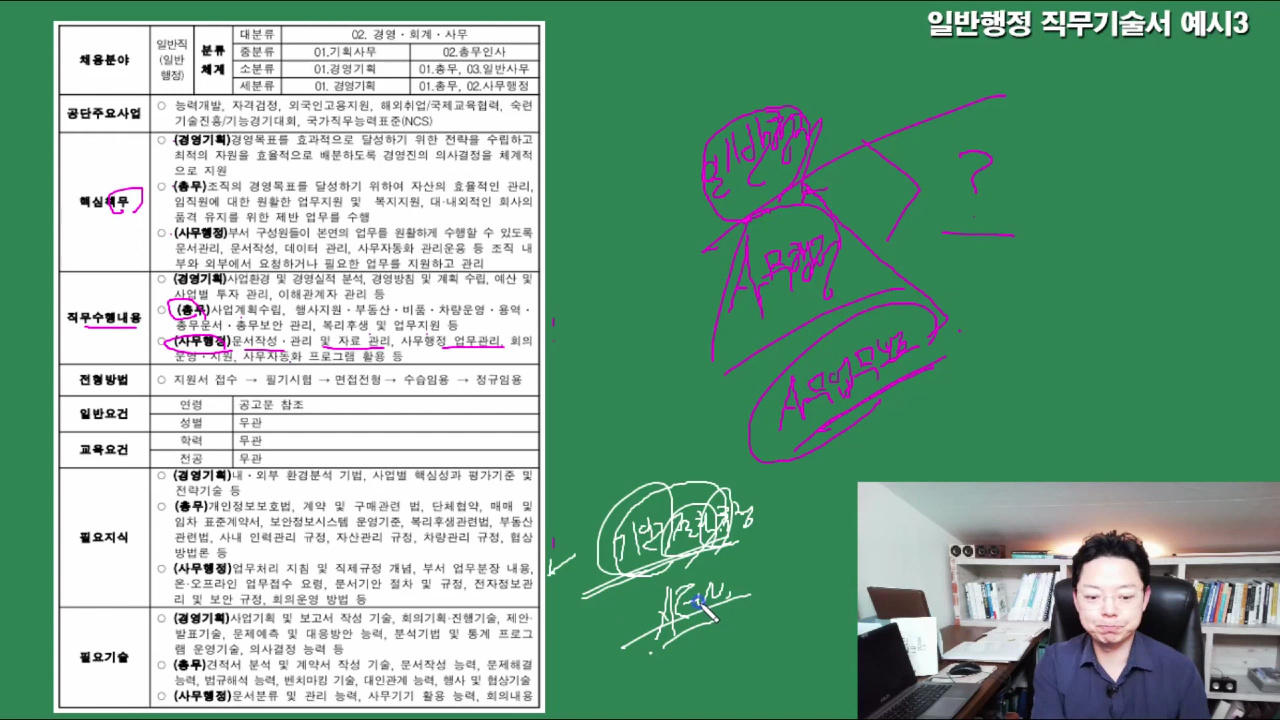 일반행정 직무기술서 예시3
채용분야
일반직
(일반
행정)
분류
체계
대분류
02. 경영·회계·사무
중분류
01.기획사무
02.총무인사
소분류
01.경영기획
01.총무, 03.일반사무
세분류
01. 경영기획
01.총무, 02.사무행정
공단주요사업
○ 능력개발, 자격검정, 외국인고용지원, 해외취업/국제교육협력, 숙련
기술진흥/기능경기대회, 국가직무능력표준(NCS)
핵심책무
○ (경영기획)경영목표를 효과적으로 달성하기 위한 전략을 수립하고
최적의 자원을 효율적으로 배분하도록 경영진의 의사결정을 체계적
으로 지원
○ (총무)조직의 경영목표를 달성하기 위하여 자산의 효율적인 관리,
임직원에 대한 원활한 업무지원 및 복지지원, 대·내외적인 회사의
품격 유지를 위한 제반 업무를 수행
○ (사무행정)부서 구성원들이 본연의 업무를 원활하게 수행할 수 있도록
문서관리, 문서작성, 데이터 관리, 사무자동화 관리운용 등 조직 내
부와 외부에서 요청하거나 필요한 업무를 지원하고 관리
직무수행내용
○ (경영기획)사업환경 및 경영실적 분석, 경영방침 및 계획 수립, 예산 및
사업별 투자 관리, 이해관계자 관리 등
○ (총무)사업계획수립, 행사지원·부동산·비품·차량운영·용역·
총무문서·총무보안 관리, 복리후생 및 업무지원 등
○ (사무행정)문서작성·관리 및 자료 관리, 사무행정 업무관리, 회의
운영·지원, 사무자동화 프로그램 활용 등
전형방법
○ 지원서 접수 → 필기시험 → 면접전형 → 수습임용 → 정규임용
일반요건
연령
공고문 참조
성별
무관
교육요건
학력
무관
전공
무관
필요지식
○ (경영기획)내·외부 환경분석 기법, 사업별 핵심성과 평가기준 및
전략기술 등
○ (총무)개인정보보호법, 계약 및 구매관련 법, 단체협약, 매매 및
임차 표준계약서, 보안정보시스템 운영기준, 복리후생관련법, 부동산
관련법, 사내 인력관리 규정, 자산관리 규정, 차량관리 규정, 협상
방법론 등
○ (사무행정)업무처리 지침 및 직제규정 개념, 부서 업무분장 내용,
온·오프라인 업무접수 요령, 문서기안 절차 및 규정, 전자정보관
리 및 보안 규정, 회의운영 방법 등
필요기술
○ (경영기획)사업기획 및 보고서 작성 기술, 회의기획·진행기술, 제안·
발표기술, 문제예측 및 대응방안 능력, 분석기법 및 통계 프로그
램 운영기술, 의사결정 능력 등
○ (총무)견적서 분석 및 계약서 작성 기술, 문서작성 능력, 문제해결
능력, 법규해석 능력, 벤치마킹 기술, 대인관계 능력, 행사 및 협상기술
○ (사무행정)문서분류 및 관리 능력, 사무기기 활용 능력, 회의내용
일반행정
?
사무행정